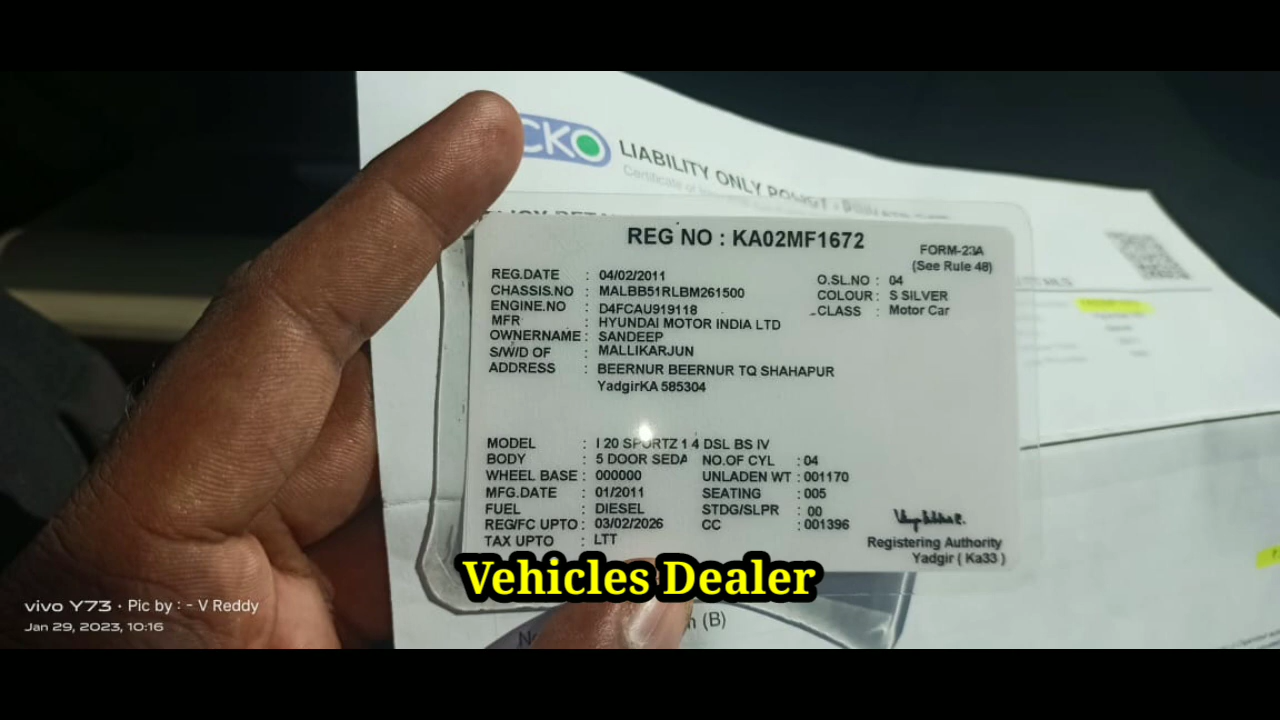 CKO
LIABILITY ONLY POLICY - PRIVATE CAR
REG NO : KA02MF1672
FORM-23A
(See Rule 48)
REG.DATE : 04/02/2011
O.SL.NO : 04
CHASSIS.NO : MALBB51RLBM261500
COLOUR : S SILVER
ENGINE.NO : D4FCAU919118
CLASS : Motor Car
MFR : HYUNDAI MOTOR INDIA LTD
OWNERNAME : SANDEEP
S/W/D OF : MALLIKARJUN
ADDRESS : BEERNUR BEERNUR TQ SHAHAPUR
YadgirKA 585304
MODEL : I 20 SPORTZ 1 4 DSL BS IV
BODY : 5 DOOR SEDA NO.OF CYL : 04
WHEEL BASE : 000000 UNLADEN WT : 001170
MFG.DATE : 01/2011 SEATING : 005
FUEL : DIESEL STDG/SLPR : 00
REG/FC UPTO : 03/02/2026 CC : 001396
TAX UPTO : LTT
Registering Authority
Yadgir ( Ka33 )
Vehicles Dealer
vivo Y73 · Pic by : - V Reddy
Jan 29, 2023, 10:16
(B)